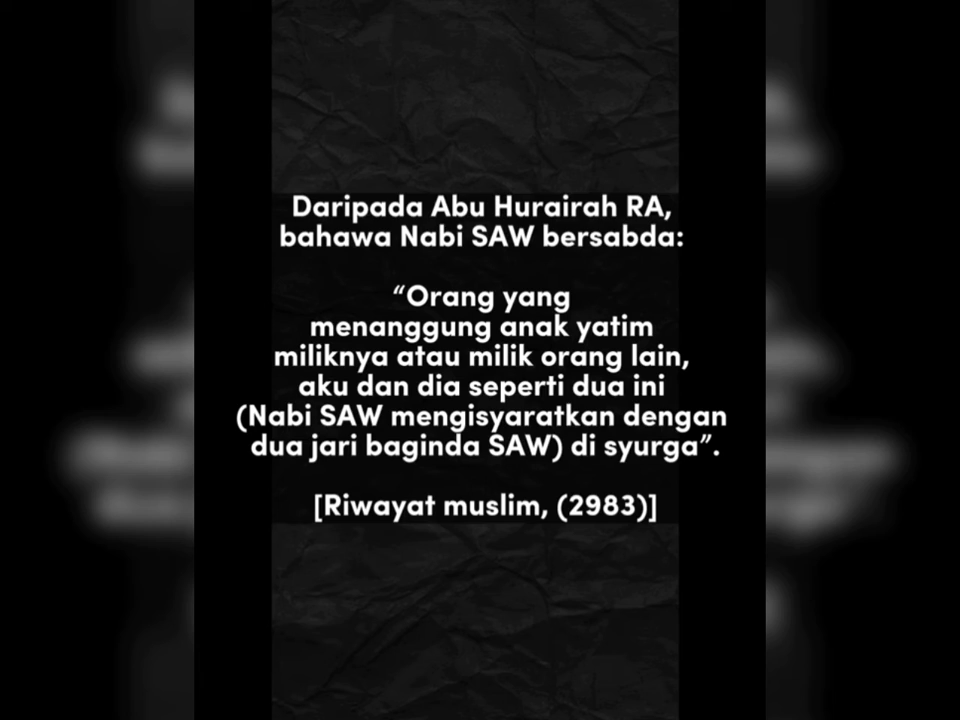 Daripada Abu Hurairah RA,
bahawa Nabi SAW bersabda:
“Orang yang
menanggung anak yatim
miliknya atau milik orang lain,
aku dan dia seperti dua ini
(Nabi SAW mengisyaratkan dengan
dua jari baginda SAW) di syurga”.
[Riwayat muslim, (2983)]